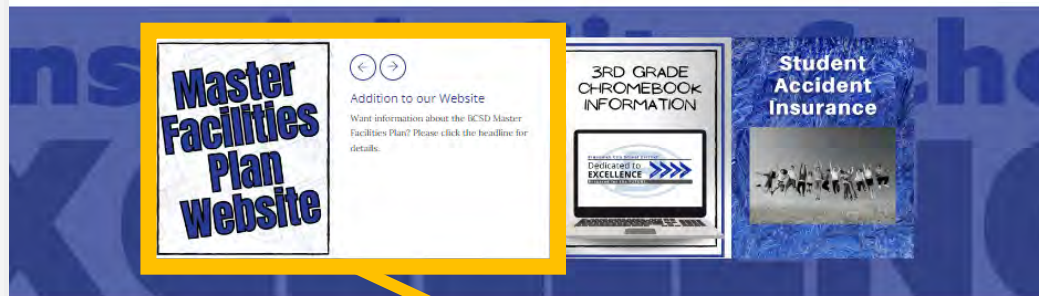 Master
Facilities
Plan
Website
Addition to our Website
Want information about the BCSD Master
Facilities Plan? Please click the headline for
details.
3RD GRADE
CHROMEBOOK
INFORMATION
Dedicated to
EXCELLENCE
Student
Accident
Insurance